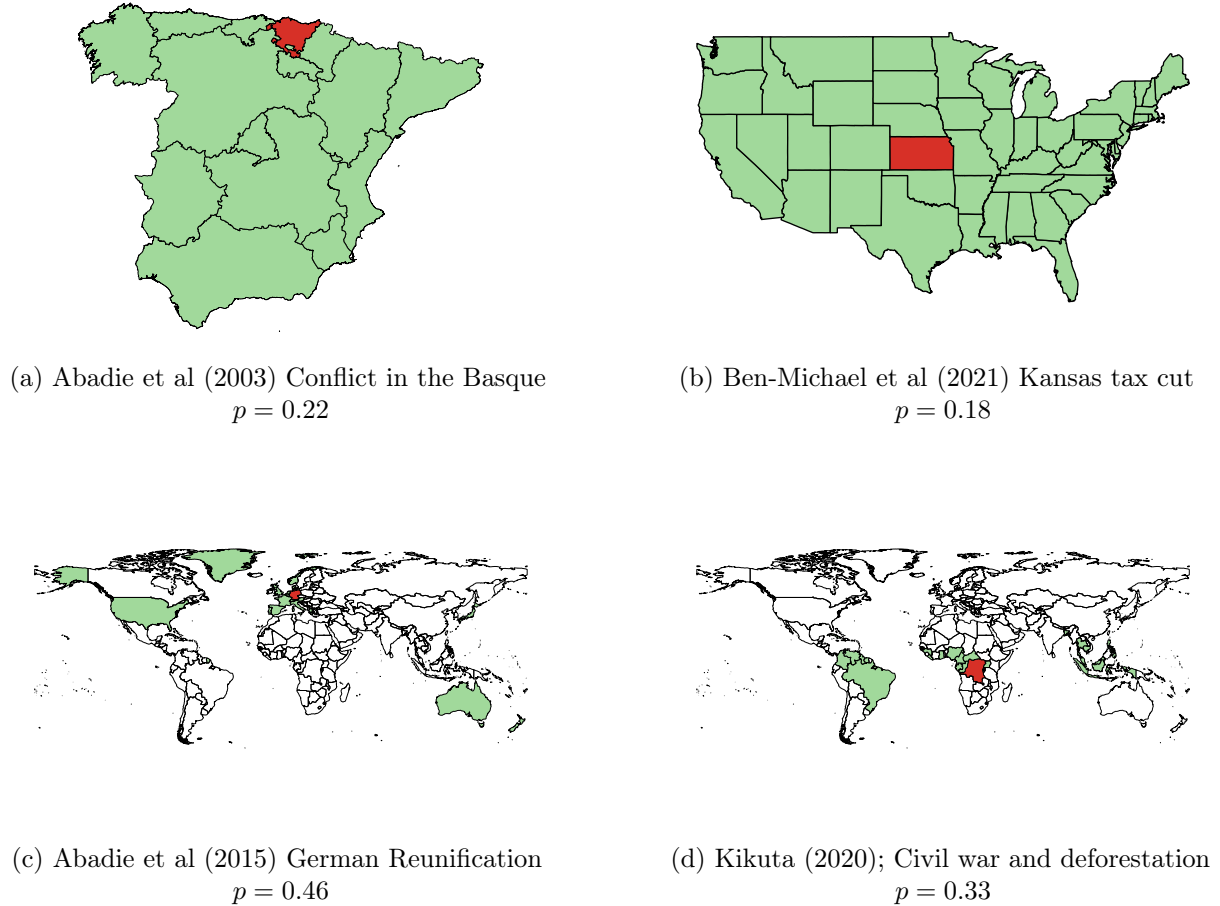 (a) Abadie et al (2003) Conflict in the Basque
p = 0.22
(b) Ben-Michael et al (2021) Kansas tax cut
p = 0.18
(c) Abadie et al (2015) German Reunification
p = 0.46
(d) Kikuta (2020); Civil war and deforestation
p = 0.33